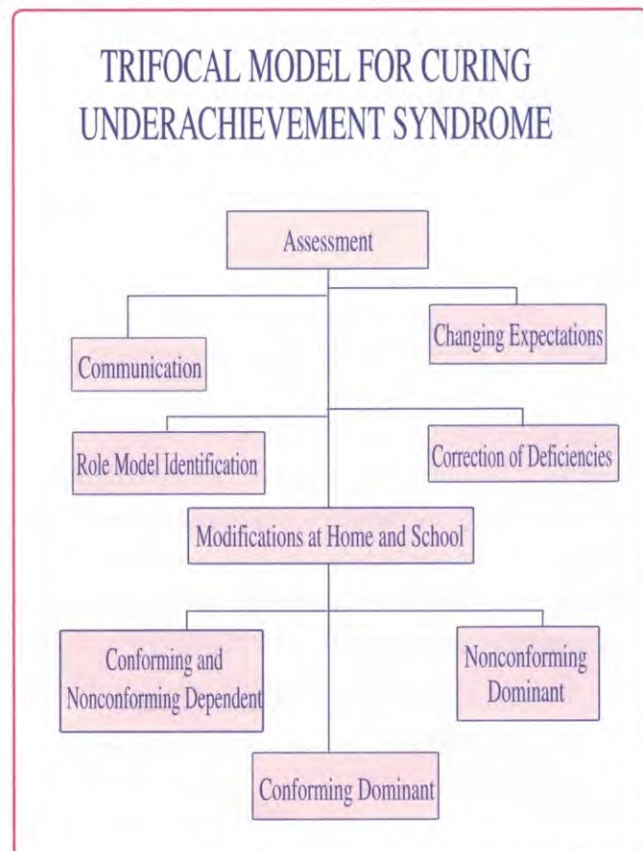 TRIFOCAL MODEL FOR CURING
UNDERACHIEVEMENT SYNDROME
Assessment
Communication
Changing Expectations
Role Model Identification
Correction of Deficiencies
Modifications at Home and School
Conforming and
Nonconforming Dependent
Nonconforming
Dominant
Conforming Dominant